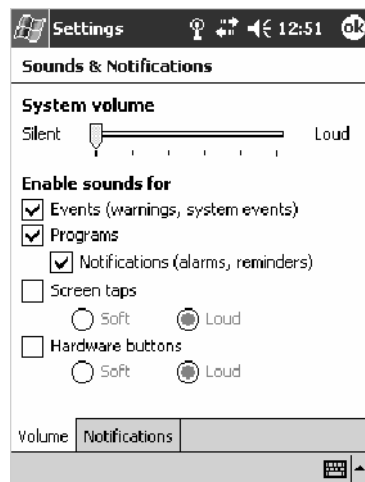 Settings 12:51 ok
Sounds & Notifications
System volume
Silent Loud
Enable sounds for
Events (warnings, system events)
Programs
Notifications (alarms, reminders)
Screen taps
Soft Loud
Hardware buttons
Soft Loud
Volume Notifications